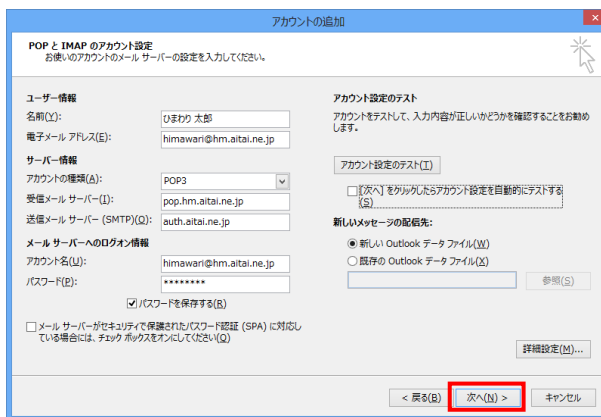 アカウントの追加
×
POP と IMAP のアカウント設定
お使いのアカウントのメール サーバーの設定を入力してください。
ユーザー情報
名前(Y):
ひまわり 太郎
電子メール アドレス(E):
himawari@hm.aitai.ne.jp
サーバー情報
アカウントの種類(A):
POP3
受信メール サーバー(I):
pop.hm.aitai.ne.jp
送信メール サーバー (SMTP)(O):
auth.aitai.ne.jp
メール サーバーへのログオン情報
アカウント名(U):
himawari@hm.aitai.ne.jp
パスワード(P):
********
パスワードを保存する(R)
メール サーバーがセキュリティで保護されたパスワード認証 (SPA) に対応し
ている場合には、チェック ボックスをオンにしてください(Q)
アカウント設定のテスト
アカウントをテストして、入力内容が正しいかどうかを確認することをお勧め
します。
アカウント設定のテスト(T)
[次へ] をクリックしたらアカウント設定を自動的にテストする
(S)
新しいメッセージの配信先:
新しい Outlook データ ファイル(W)
既存の Outlook データ ファイル(X)
参照(S)
詳細設定(M)...
< 戻る(B)
次へ(N) >
キャンセル